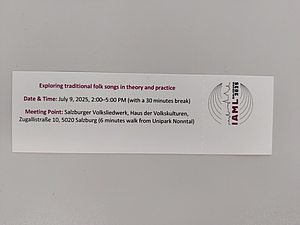 Exploring traditional folk songs in theory and practice
Date & Time: July 9, 2025, 2:00–5:00 PM (with a 30 minutes break)
Meeting Point: Salzburger Volksliedwerk, Haus der Volkskulturen,
Zugallistraße 10, 5020 Salzburg (6 minutes walk from Unipark Nonntal)
IAML